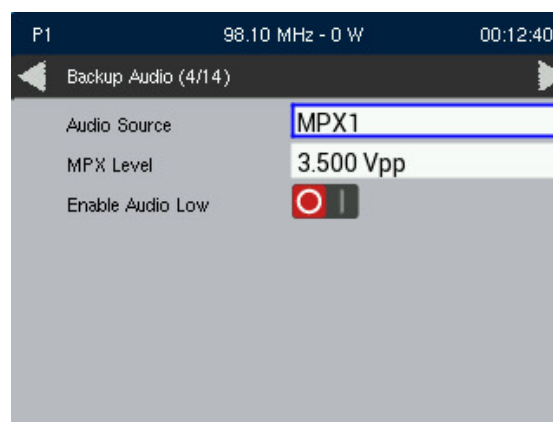 P1 98.10 MHz - 0 W 00:12:40
Backup Audio (4/14)
Audio Source MPX1
MPX Level 3.500 Vpp
Enable Audio Low